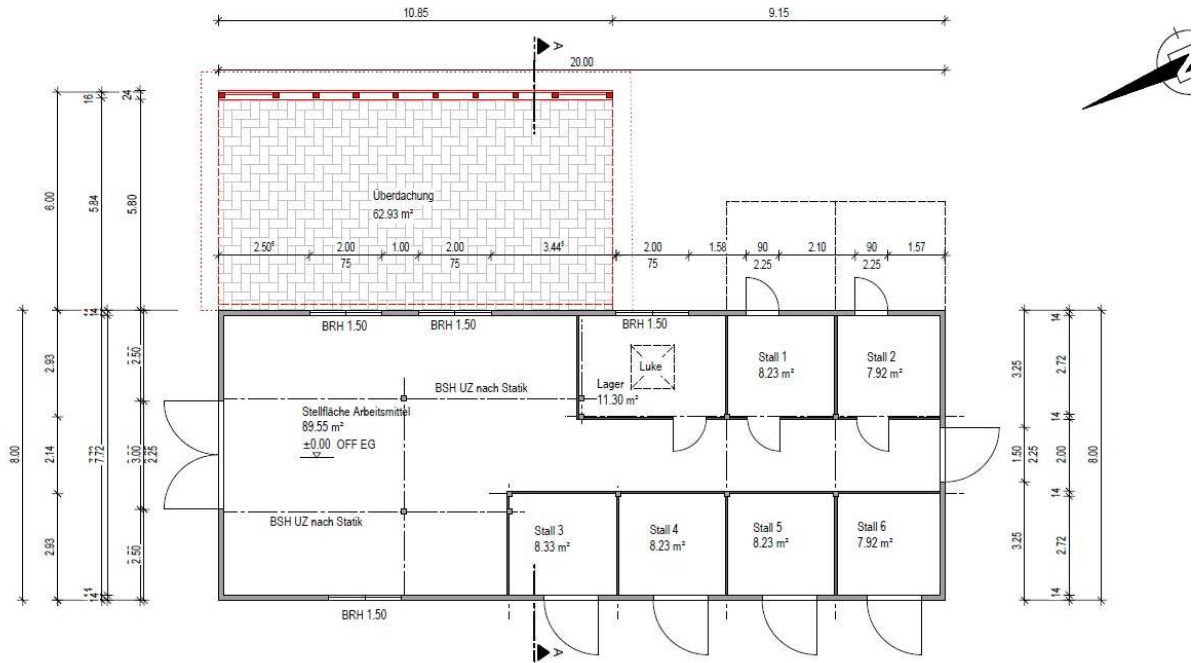 10.85
9.15
A
20.00
16
24
6.00
5.84
5.80
Überdachung
62.93 m²
2.50⁵
2.00
1.00
2.00
3.44⁵
2.00
1.58
90
2.10
90
1.57
75
75
75
2.25
2.25
14
14
BRH 1.50
BRH 1.50
BRH 1.50
Luke
Stall 1
8.23 m²
Stall 2
7.92 m²
2.93
2.50
3.25
2.72
BSH UZ nach Statik
Lager
11.30 m²
Stellfläche Arbeitsmittel
89.55 m²
±0.00 OFF EG
8.00
2.14
7.72
3.00
2.25
14
1.50
2.25
2.00
8.00
14
BSH UZ nach Statik
Stall 3
8.33 m²
Stall 4
8.23 m²
Stall 5
8.23 m²
Stall 6
7.92 m²
2.93
2.50
3.25
2.72
14
14
BRH 1.50
A